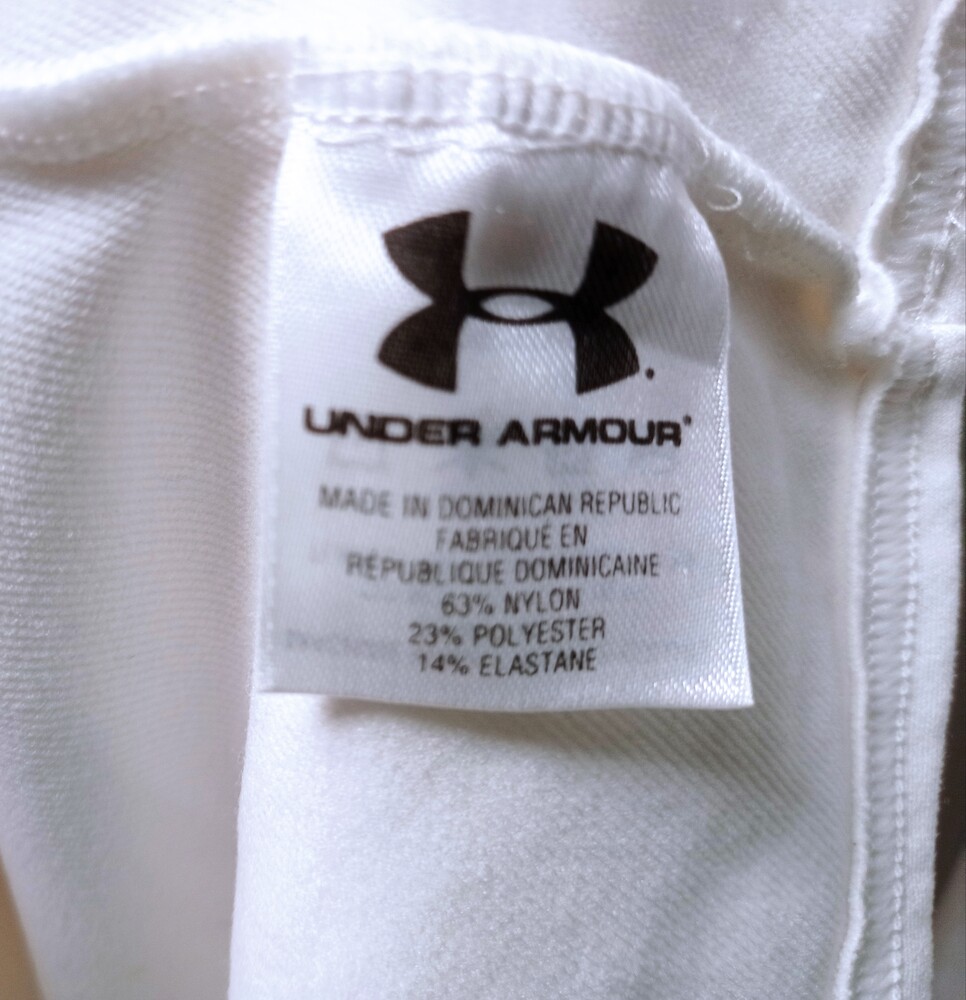 UNDER ARMOUR®
MADE IN DOMINICAN REPUBLIC
FABRIQUÉ EN
RÉPUBLIQUE DOMINICAINE
63% NYLON
23% POLYESTER
14% ELASTANE